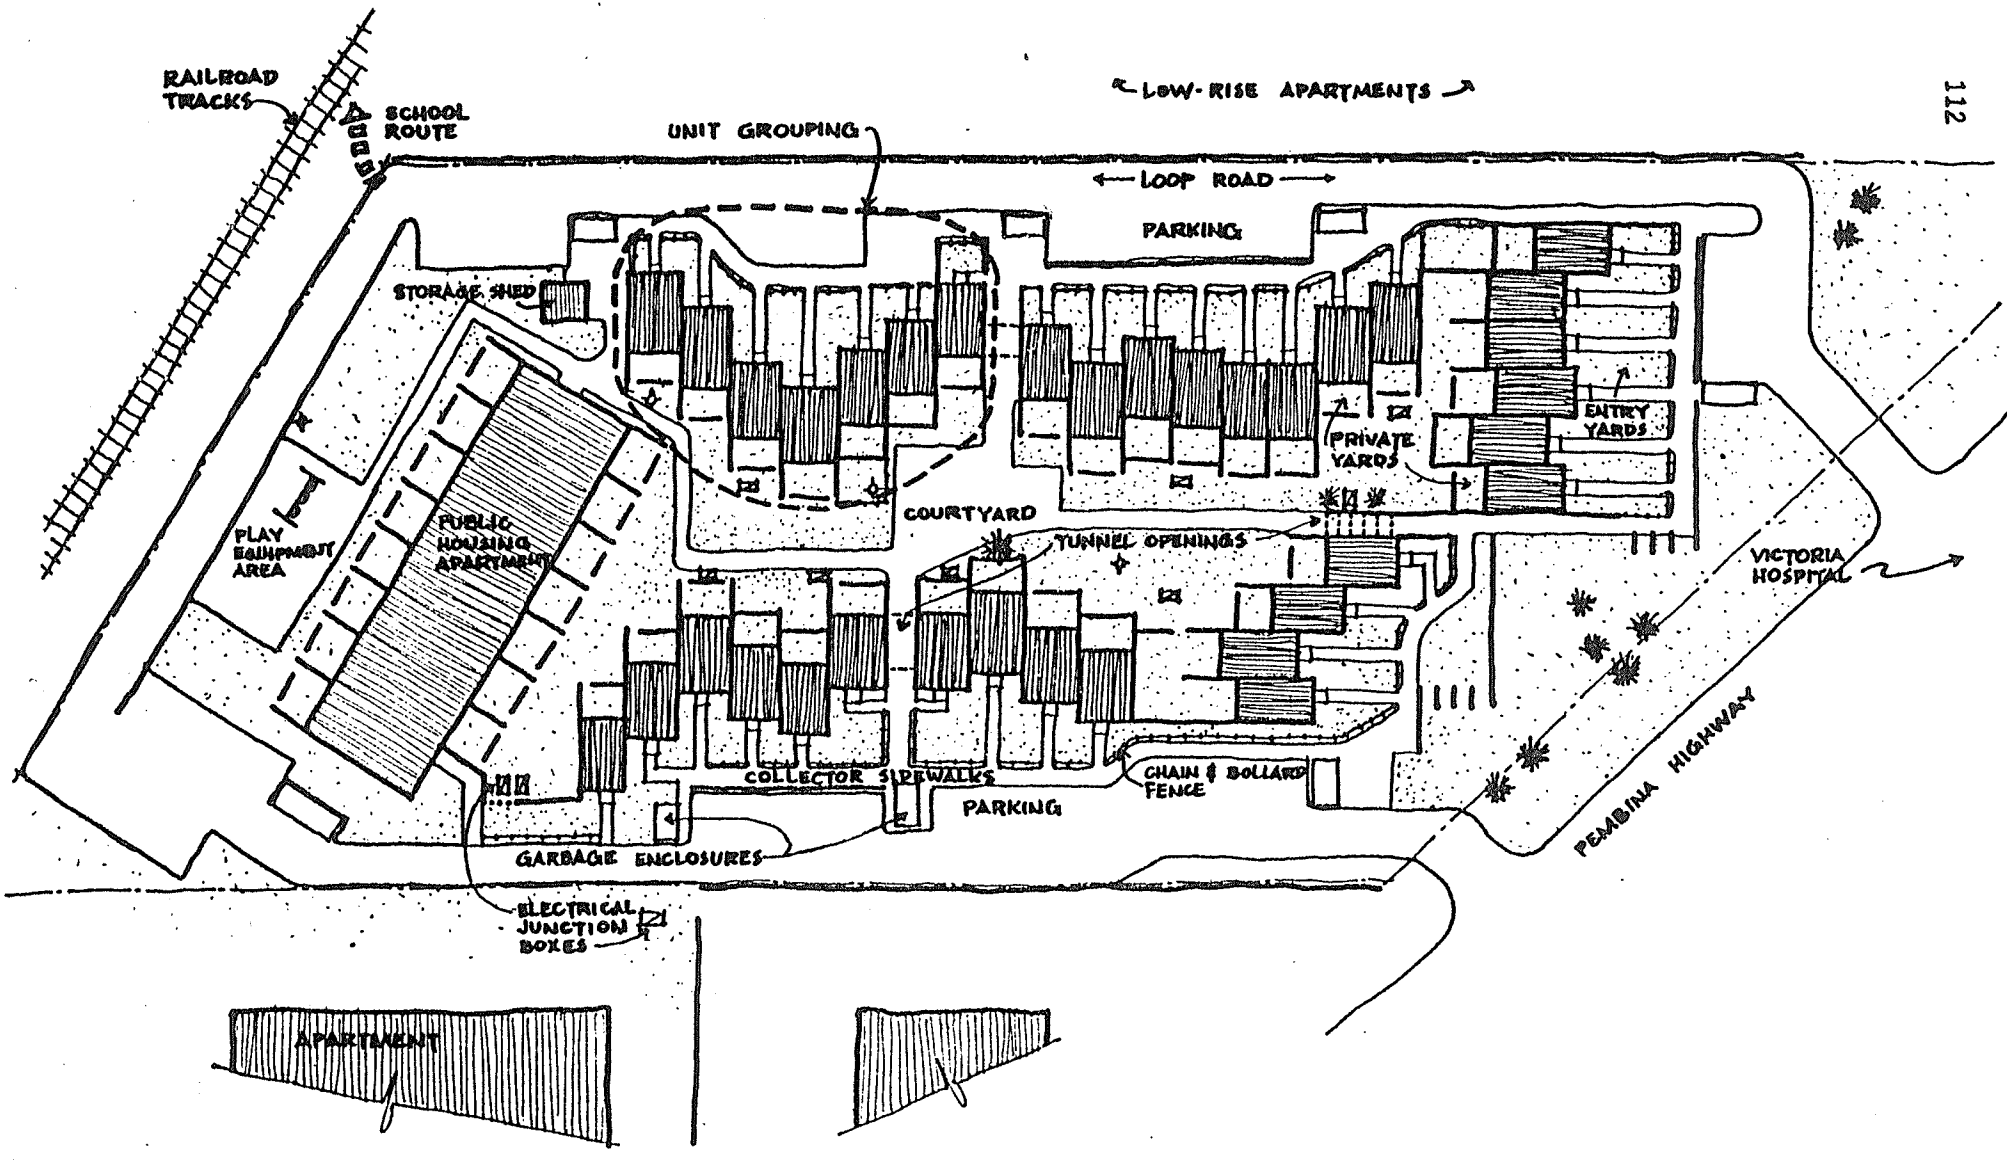 RAILROAD
TRACKS
SCHOOL
ROUTE
UNIT GROUPING
LOW-RISE APARTMENTS
112
LOOP ROAD
PARKING
STORAGE SHED
ENTRY
YARDS
PRIVATE
YARDS
COURTYARD
TUNNEL OPENINGS
PLAY
EQUIPMENT
AREA
PUBLIC
HOUSING
APARTMENT
VICTORIA
HOSPITAL
PEMBINA HIGHWAY
COLLECTOR SIDEWALKS
CHAIN & BOLLARD
FENCE
PARKING
GARBAGE ENCLOSURES
ELECTRICAL
JUNCTION
BOXES
APARTMENT